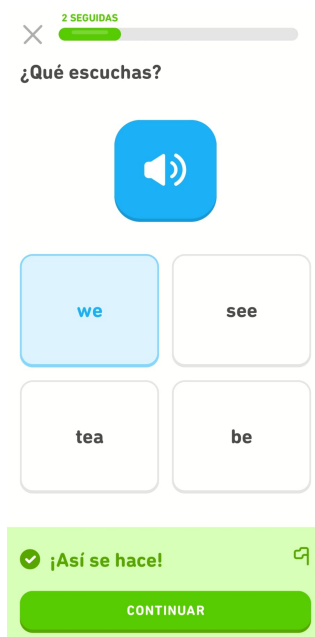 2 SEGUIDAS
¿Qué escuchas?
we
see
tea
be
¡Así se hace!
CONTINUAR